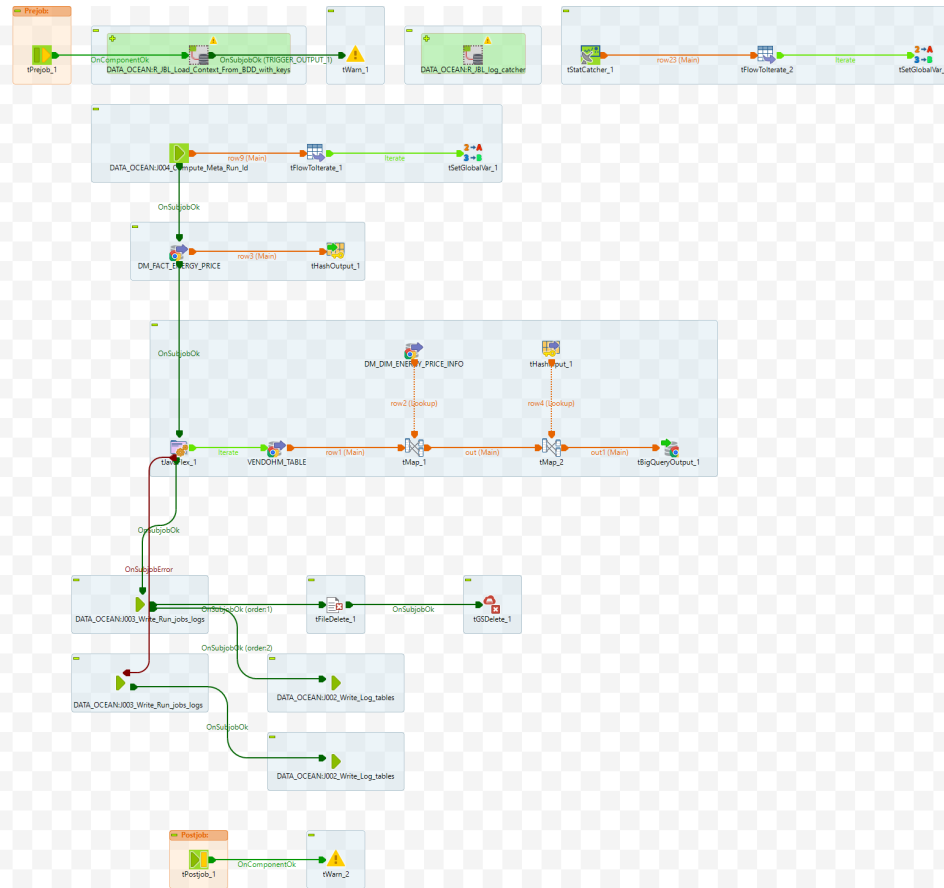 Prejob:
OnComponentOk
OnSubjobOk (TRIGGER_OUTPUT_1)
row23 (Main)
Iterate
tPrejob_1
DATA_OCEAN:R_JBL_Load_Context_From_BDD_with_keys
tWarn_1
DATA_OCEAN:R_JBL_log_catcher
tStatCatcher_1
tFlowToIterate_2
tSetGlobalVar_
row9 (Main)
Iterate
DATA_OCEAN:J004_Compute_Meta_Run_Id
tFlowToIterate_1
tSetGlobalVar_1
OnSubjobOk
row3 (Main)
DM_FACT_ENERGY_PRICE
tHashOutput_1
OnSubjobOk
DM_DIM_ENERGY_PRICE_INFO
tHashInput_1
row2 (Lookup)
row4 (Lookup)
Iterate
row1 (Main)
out (Main)
out1 (Main)
tJavaFlex_1
VENDOHM_TABLE
tMap_1
tMap_2
tBigQueryOutput_1
OnSubjobOk
OnSubjobError
OnSubjobOk (order:1)
OnSubjobOk
DATA_OCEAN:J003_Write_Run_jobs_logs
tFileDelete_1
tGSDelete_1
OnSubjobOk (order:2)
DATA_OCEAN:J002_Write_Log_tables
DATA_OCEAN:J003_Write_Run_jobs_logs
OnSubjobOk
DATA_OCEAN:J002_Write_Log_tables
Postjob:
OnComponentOk
tPostjob_1
tWarn_2